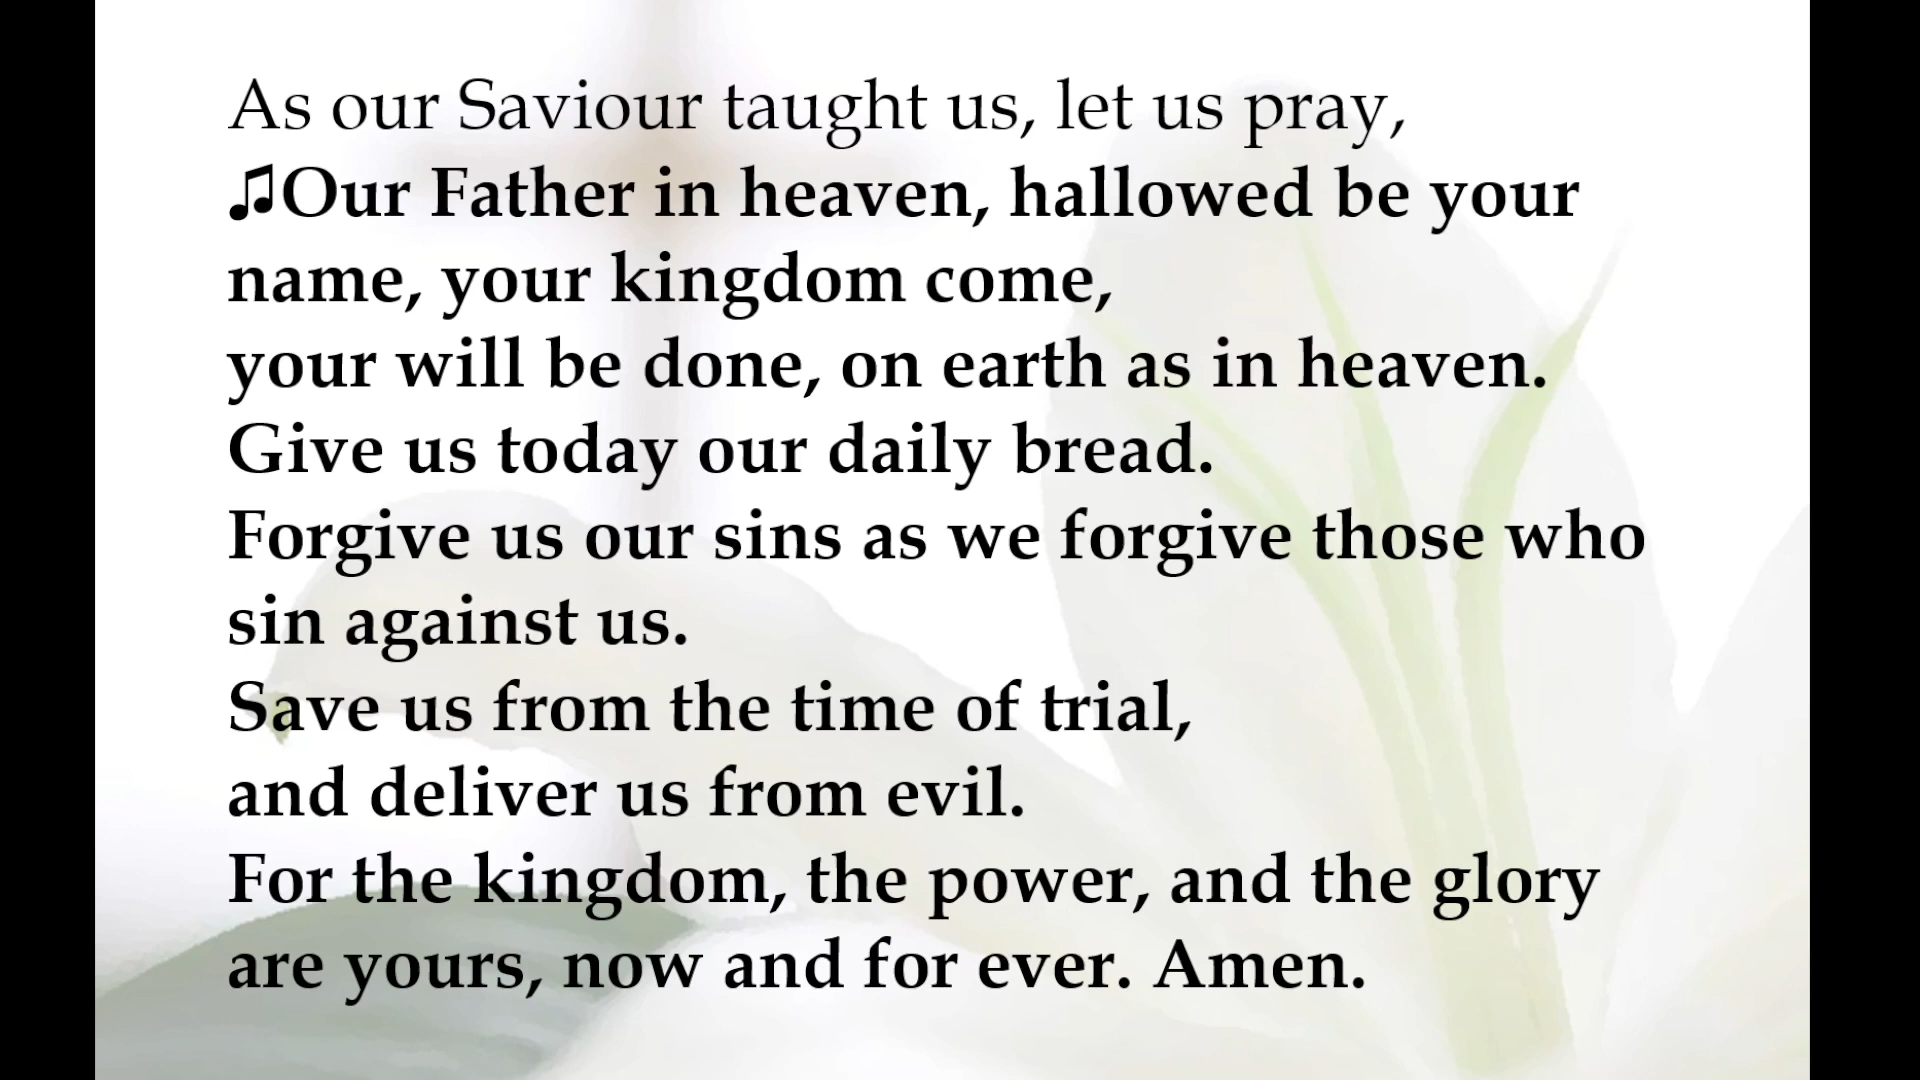 As our Saviour taught us, let us pray,
♫Our Father in heaven, hallowed be your
name, your kingdom come,
your will be done, on earth as in heaven.
Give us today our daily bread.
Forgive us our sins as we forgive those who
sin against us.
Save us from the time of trial,
and deliver us from evil.
For the kingdom, the power, and the glory
are yours, now and for ever. Amen.